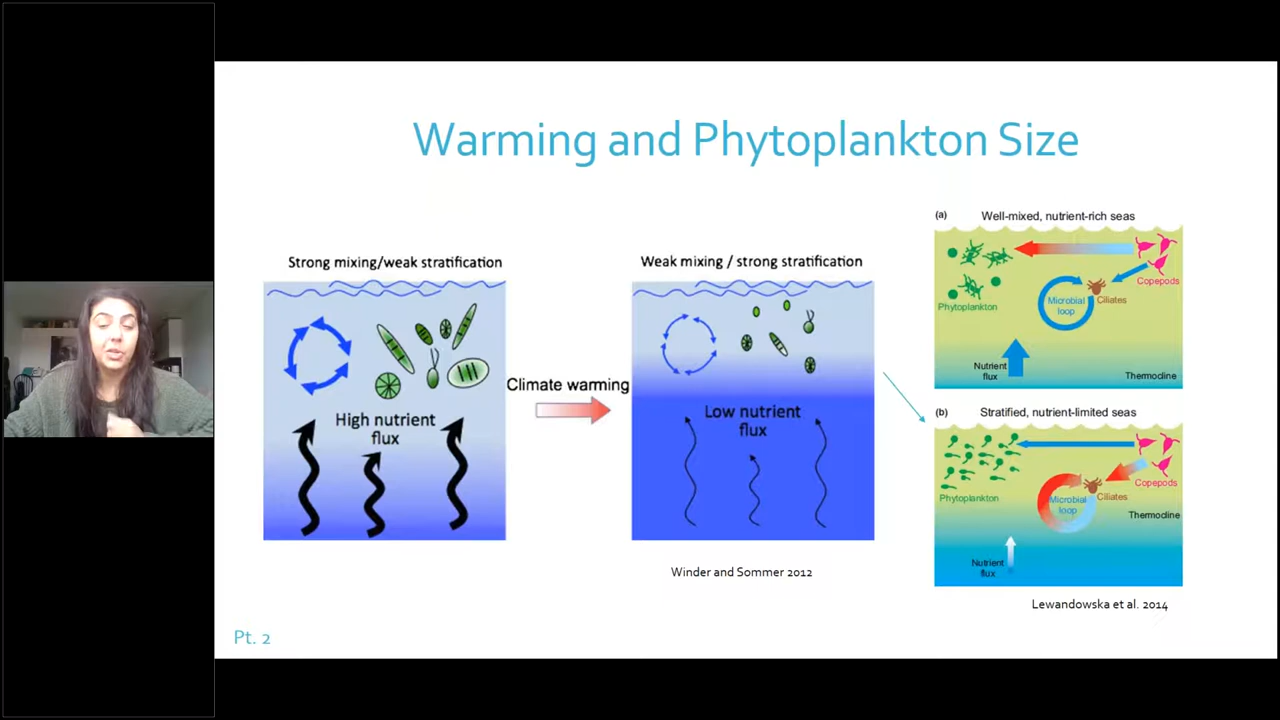 Warming and Phytoplankton Size
Strong mixing/weak stratification
High nutrient
flux
Climate warming
Weak mixing / strong stratification
Low nutrient
flux
Winder and Sommer 2012
(a) Well-mixed, nutrient-rich seas
Copepods
Ciliates
Microbial
loop
Phytoplankton
Nutrient
flux
Thermocline
(b) Stratified, nutrient-limited seas
Copepods
Ciliates
Microbial
loop
Phytoplankton
Thermocline
Nutrient
flux
Lewandowska et al. 2014
Pt. 2